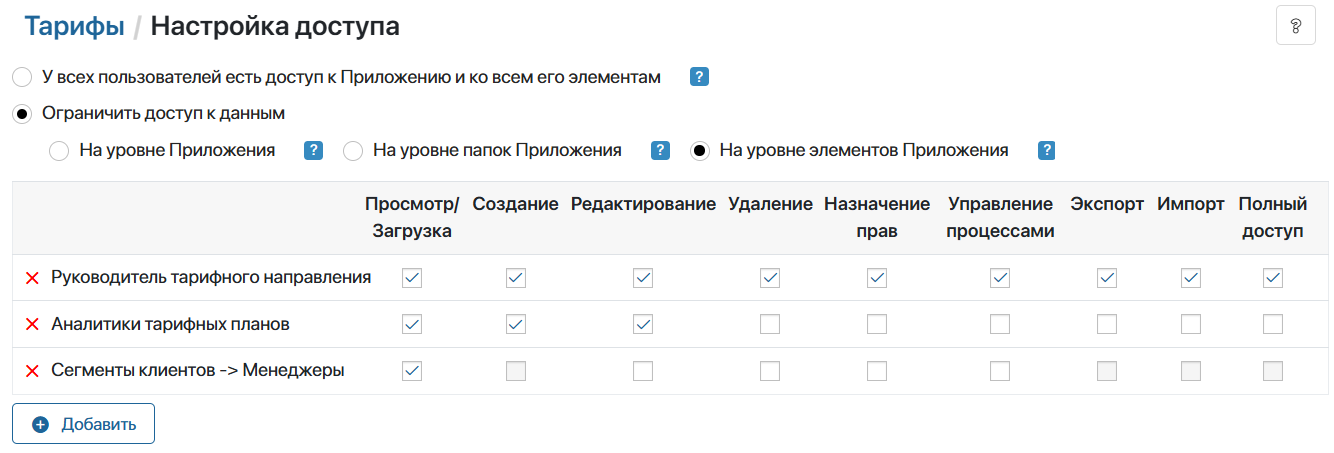 Тарифы / Настройка доступа
?
У всех пользователей есть доступ к Приложению и ко всем его элементам ?
Ограничить доступ к данным
На уровне Приложения ? На уровне папок Приложения ? На уровне элементов Приложения ?
Просмотр/ Создание Редактирование Удаление Назначение Управление Экспорт Импорт Полный
Загрузка прав процессами доступ
Руководитель тарифного направления
Аналитики тарифных планов
Сегменты клиентов -> Менеджеры
Добавить